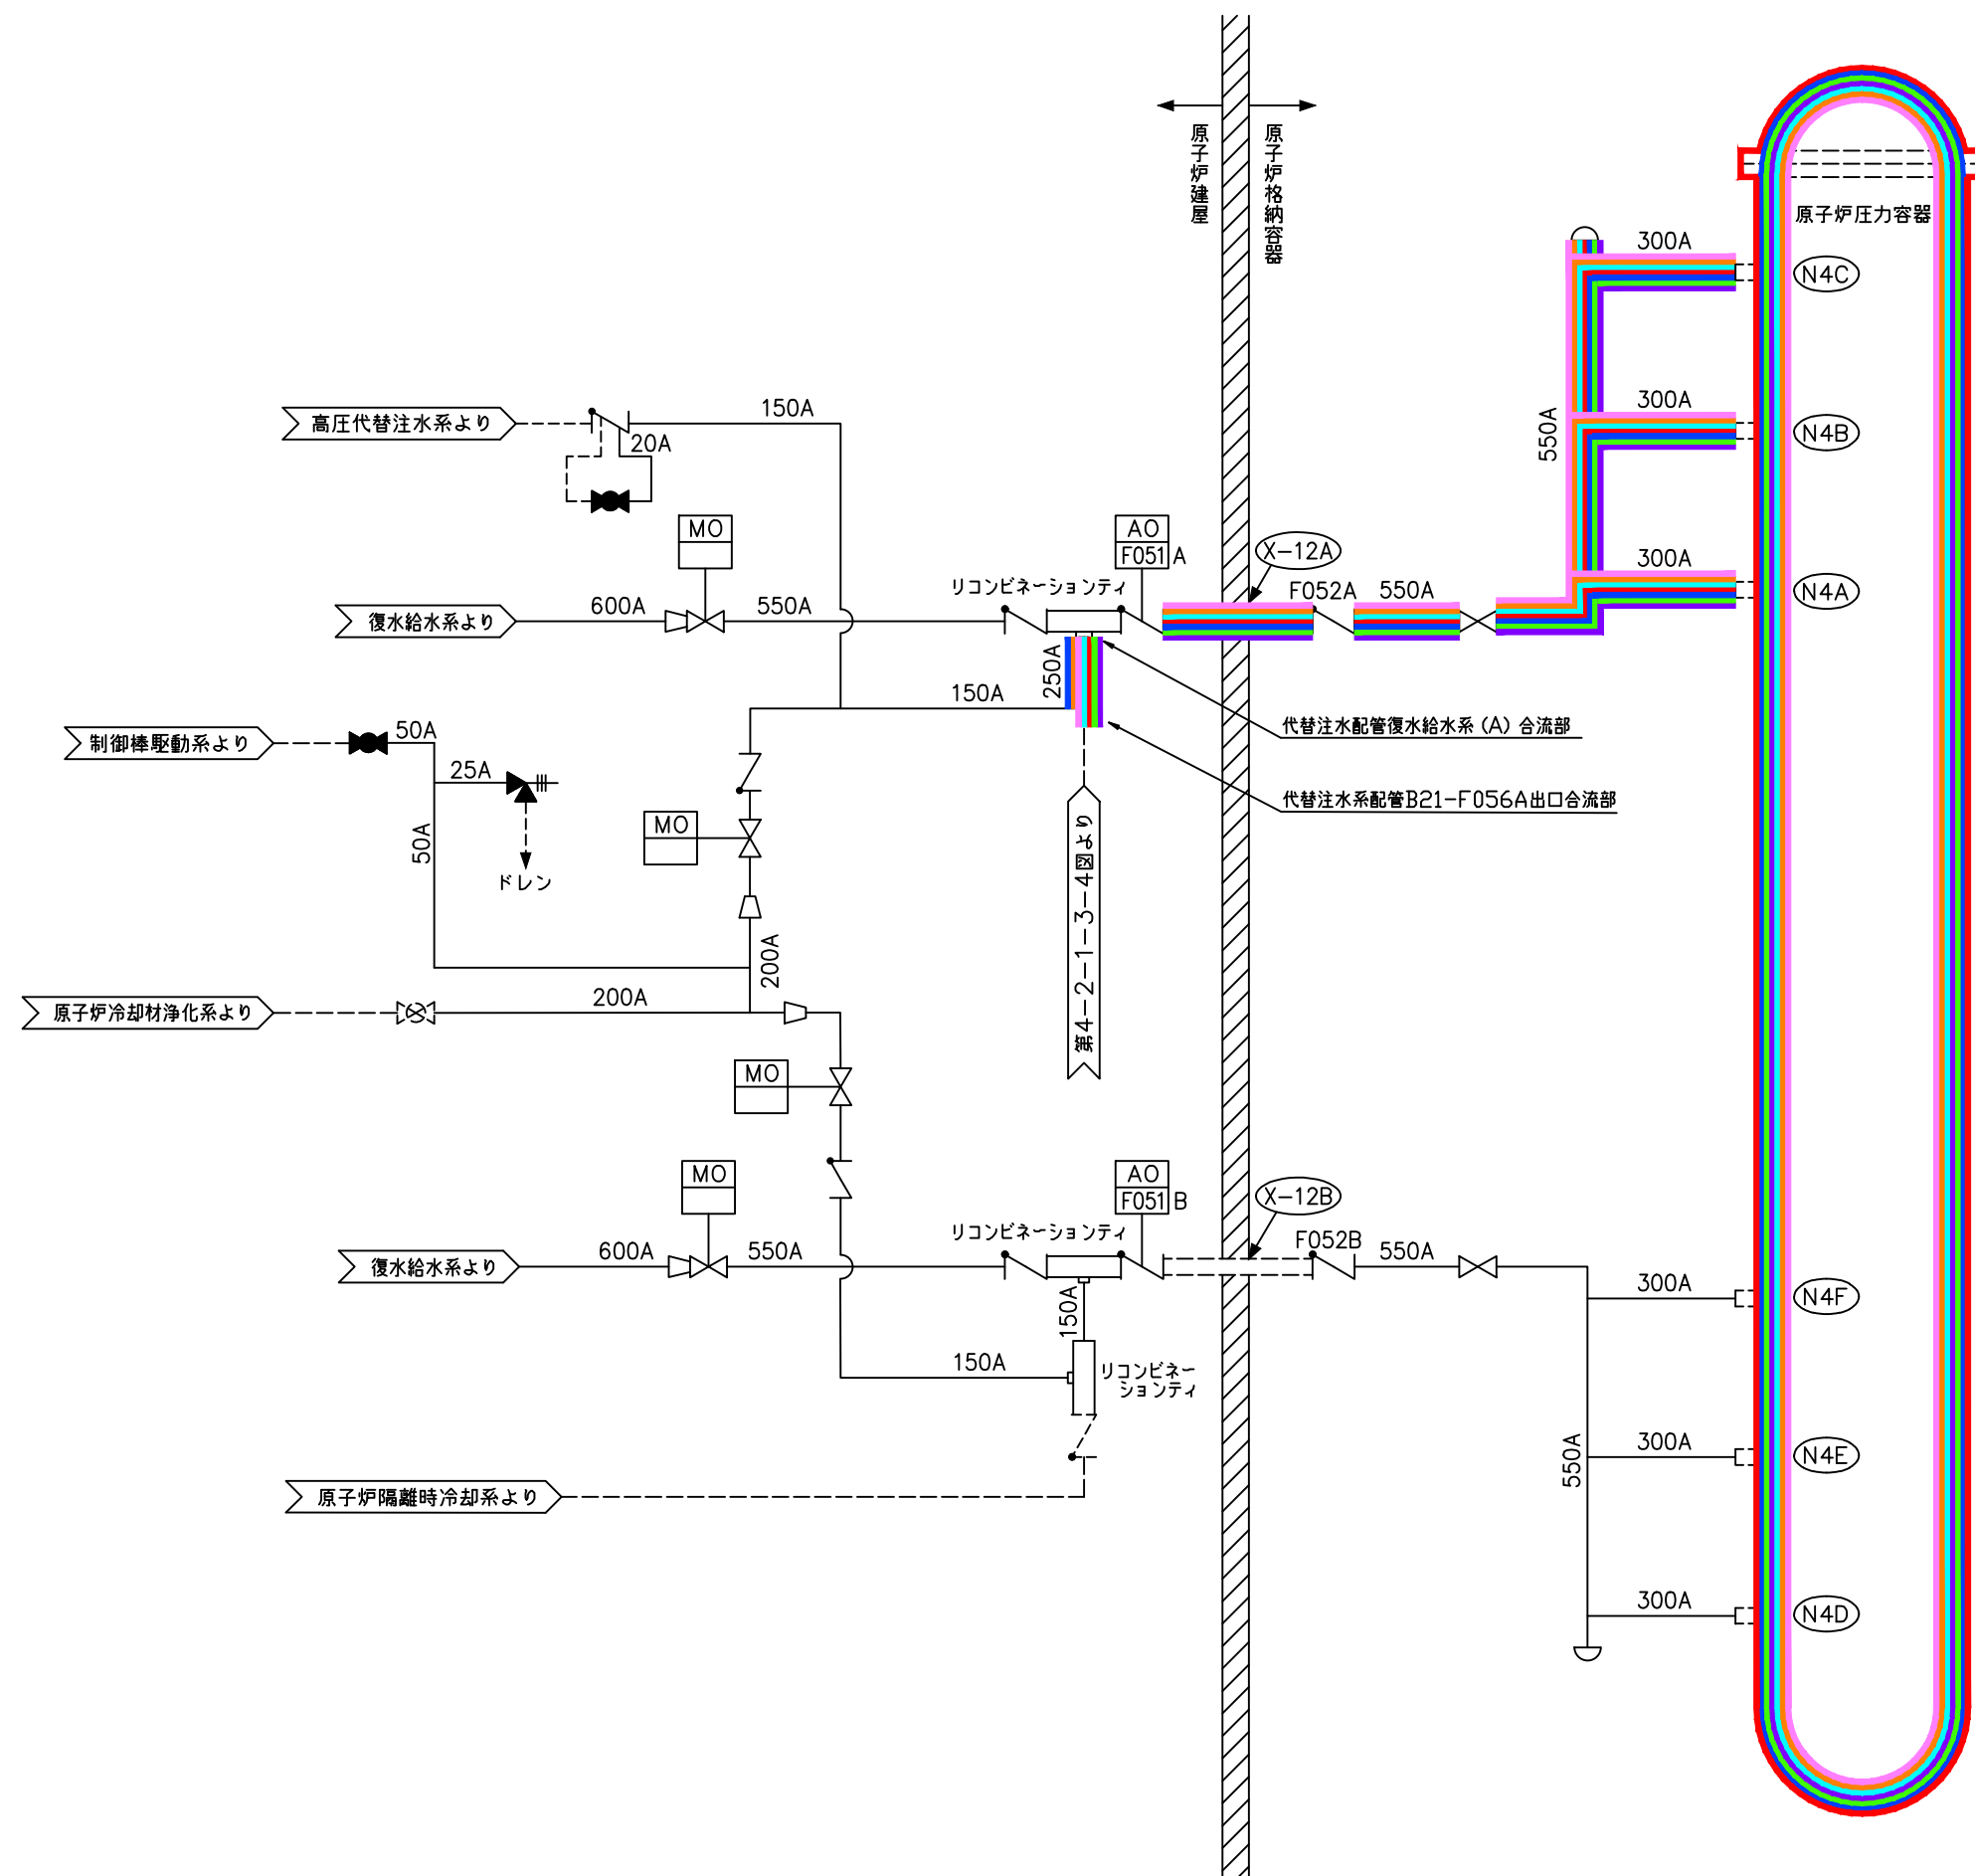 原子炉建屋
原子炉格納容器
原子炉圧力容器
300A
N4C
高圧代替注水系より
150A
20A
300A
N4B
550A
MO
AO
F051A
X-12A
300A
N4A
リコンビネーションティ
F052A
550A
復水給水系より
600A
550A
250A
150A
代替注水配管復水給水系(A)合流部
制御棒駆動系より
50A
25A
代替注水系配管B21-F056A出口合流部
50A
MO
ドレン
第4-2-1-3-4図より
200A
原子炉冷却材浄化系より
200A
MO
MO
AO
F051B
X-12B
リコンビネーションティ
F052B
550A
復水給水系より
600A
550A
300A
N4F
150A
150A
リコンビネー
ションティ
550A
300A
N4E
原子炉隔離時冷却系より
300A
N4D